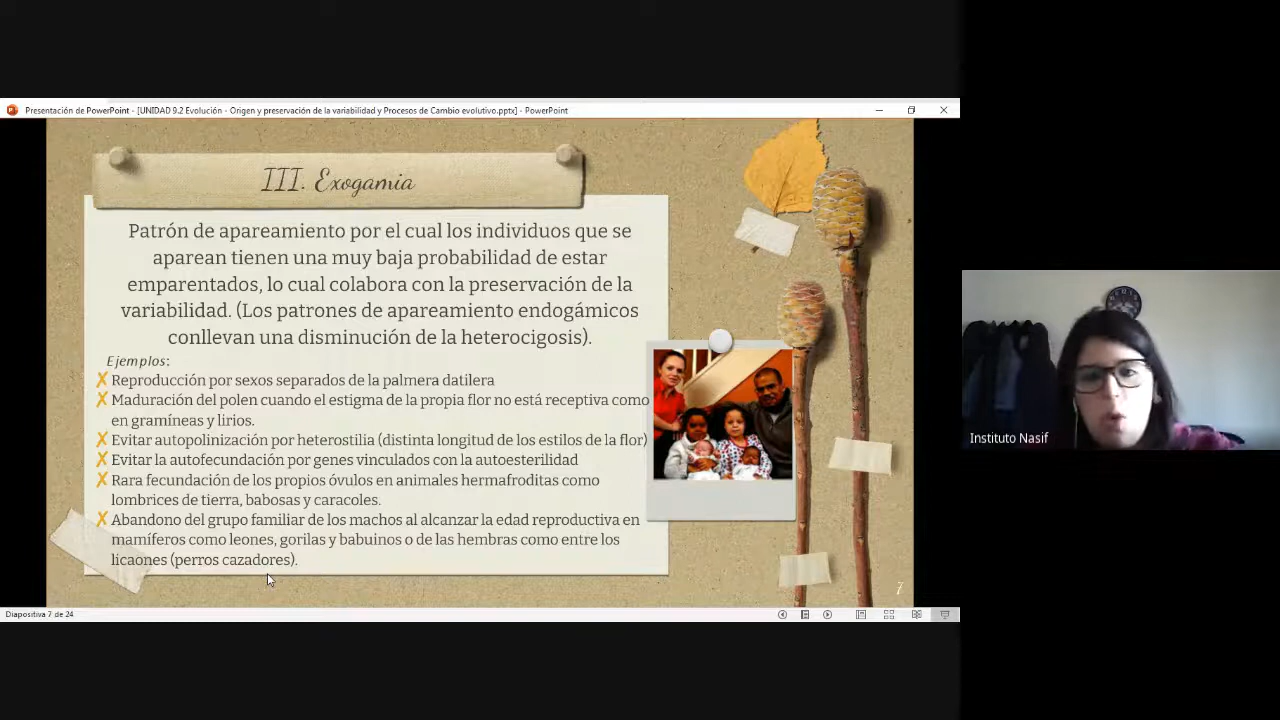 Presentación de PowerPoint - [UNIDAD 9.2 Evolución - Origen y preservación de la variabilidad y Procesos de Cambio evolutivo.pptx] - PowerPoint
III. Exogamia
Patrón de apareamiento por el cual los individuos que se
aparean tienen una muy baja probabilidad de estar
emparentados, lo cual colabora con la preservación de la
variabilidad. (Los patrones de apareamiento endogámicos
conllevan una disminución de la heterocigosis).
Ejemplos:
✗ Reproducción por sexos separados de la palmera datilera
✗ Maduración del polen cuando el estigma de la propia flor no está receptiva como
en gramíneas y lirios.
✗ Evitar autopolinización por heterostilia (distinta longitud de los estilos de la flor)
✗ Evitar la autofecundación por genes vinculados con la autoesterilidad
✗ Rara fecundación de los propios óvulos en animales hermafroditas como
lombrices de tierra, babosas y caracoles.
✗ Abandono del grupo familiar de los machos al alcanzar la edad reproductiva en
mamíferos como leones, gorilas y babuinos o de las hembras como entre los
licaones (perros cazadores).
7
Diapositiva 7 de 24
Instituto Nasif